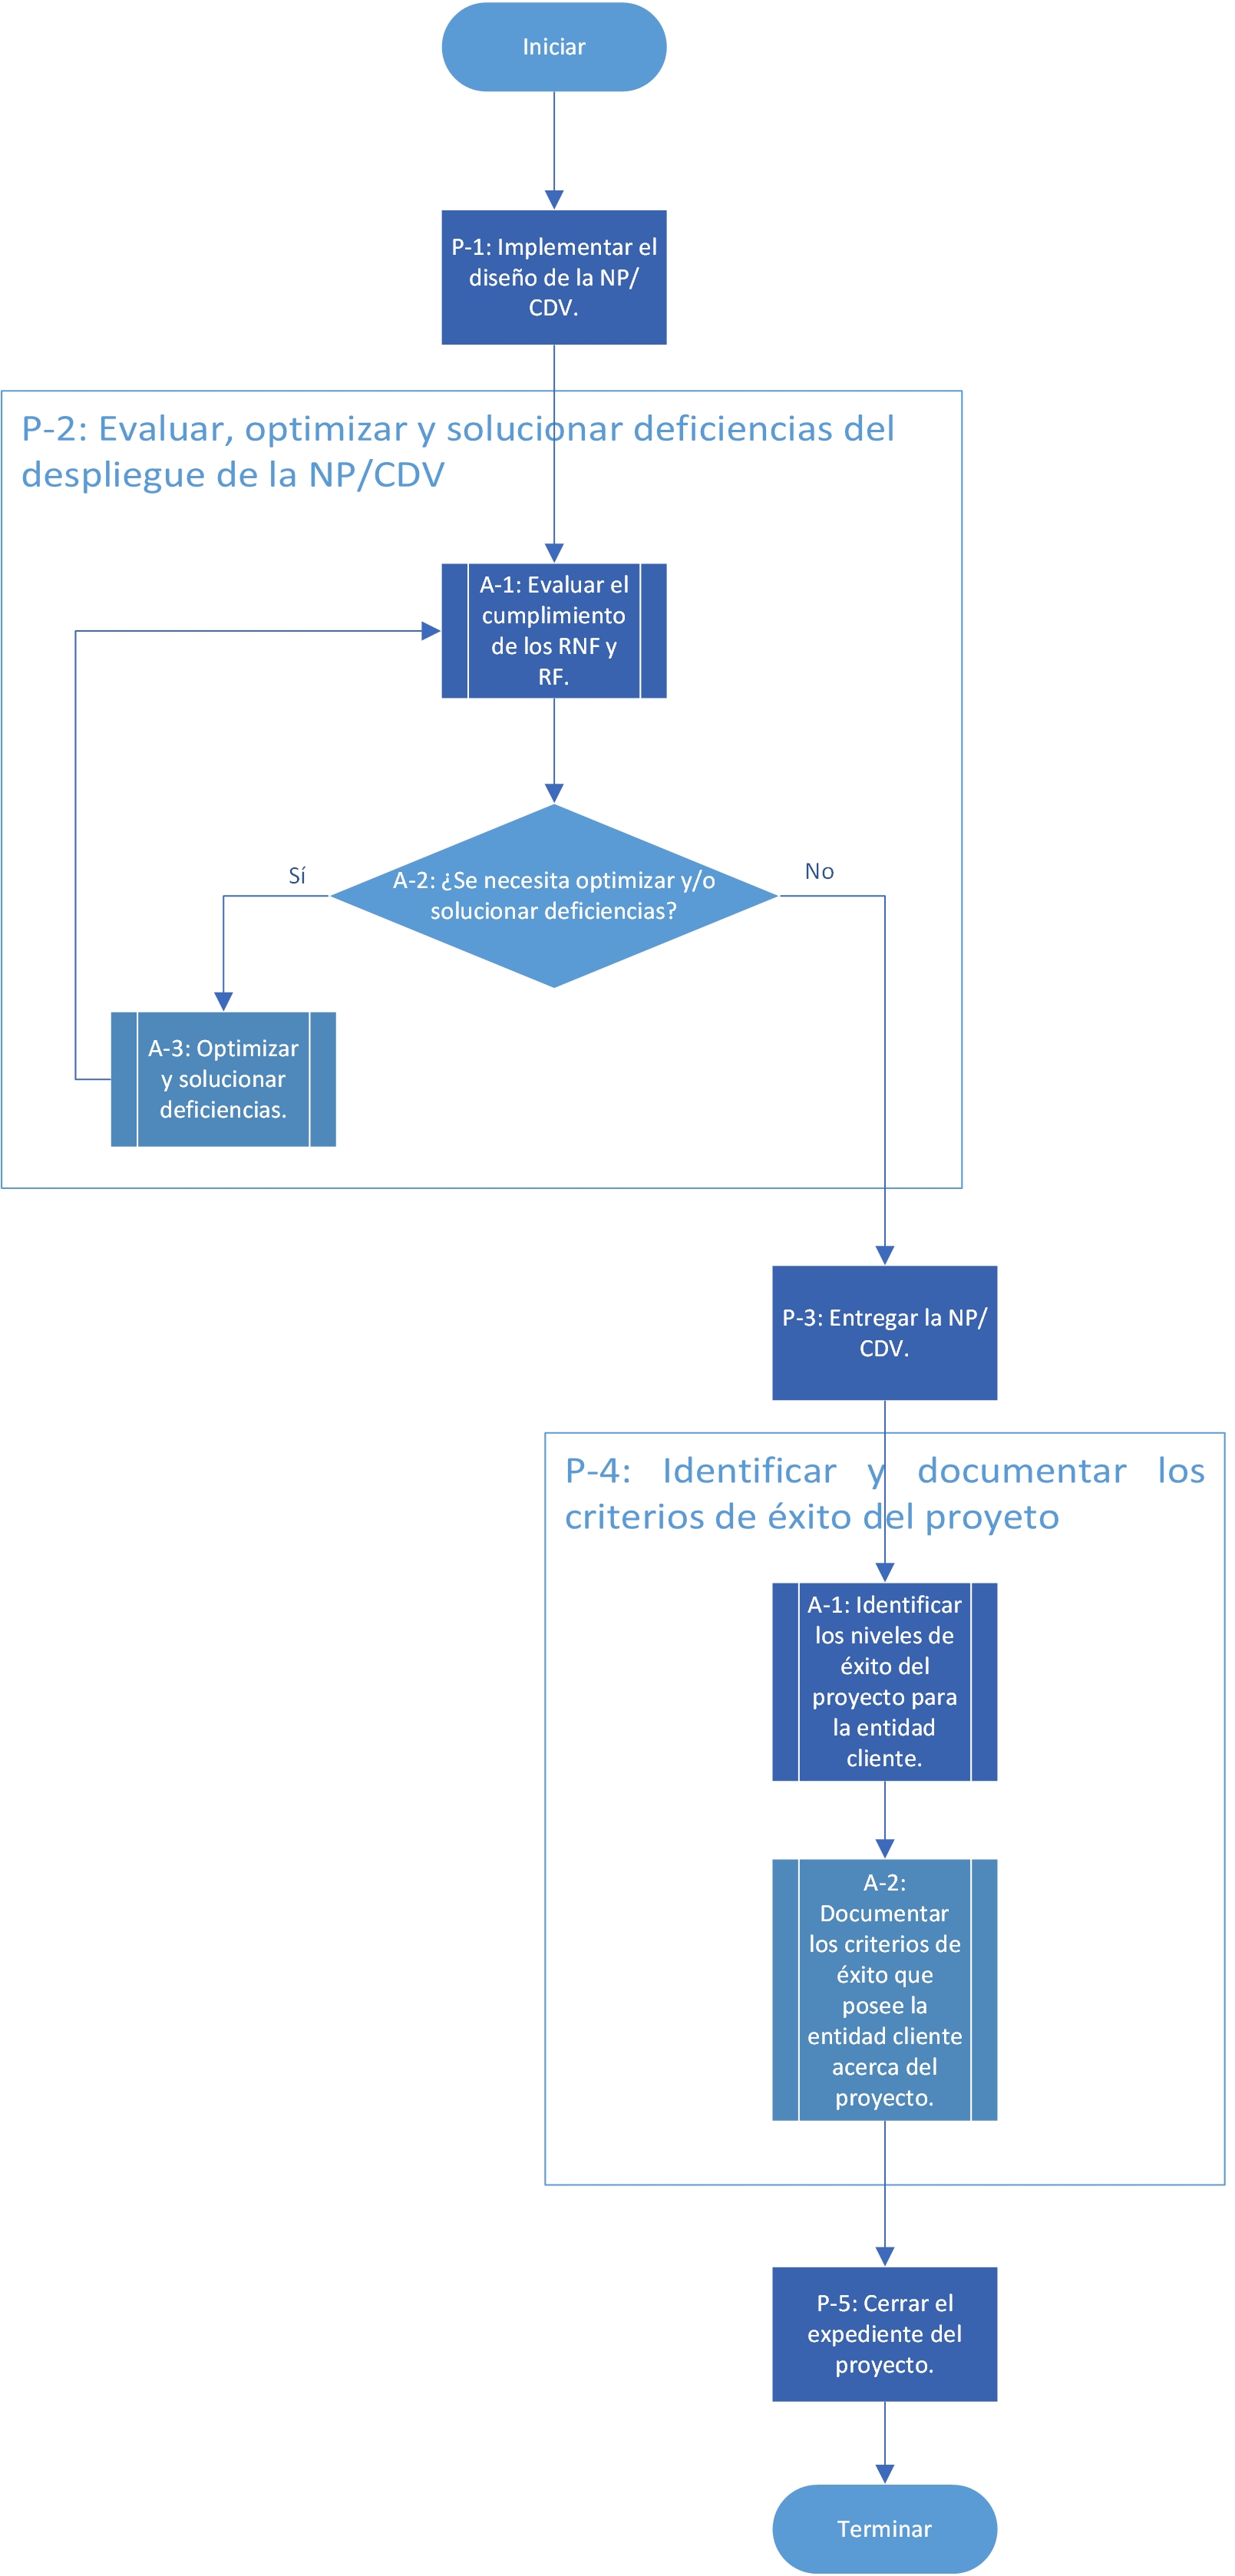 Iniciar
P-1: Implementar el
diseño de la NP/
CDV.
P-2: Evaluar, optimizar y solucionar deficiencias del
despliegue de la NP/CDV
A-1: Evaluar el
cumplimiento
de los RNF y
RF.
A-2: ¿Se necesita optimizar y/o
solucionar deficiencias?
Sí
No
A-3: Optimizar
y solucionar
deficiencias.
P-3: Entregar la NP/
CDV.
P-4: Identificar y documentar los
criterios de éxito del proyeto
A-1: Identificar
los niveles de
éxito del
proyecto para
la entidad
cliente.
A-2:
Documentar
los criterios de
éxito que
posee la
entidad cliente
acerca del
proyecto.
P-5: Cerrar el
expediente del
proyecto.
Terminar